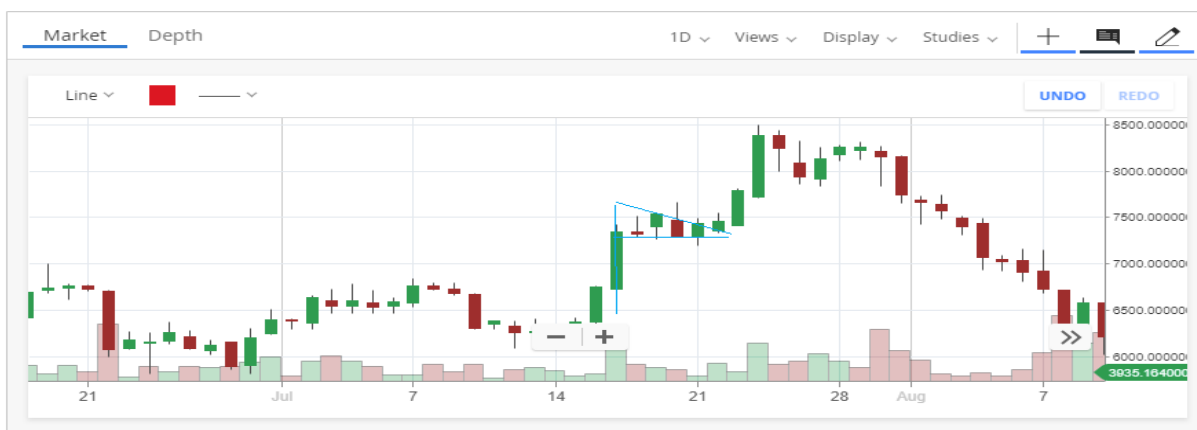 Market Depth 1D Views Display Studies
Line UNDO REDO
8500.000000
8000.000000
7500.000000
7000.000000
6500.000000
6000.000000
3935.164000
21 Jul 7 14 21 28 Aug 7